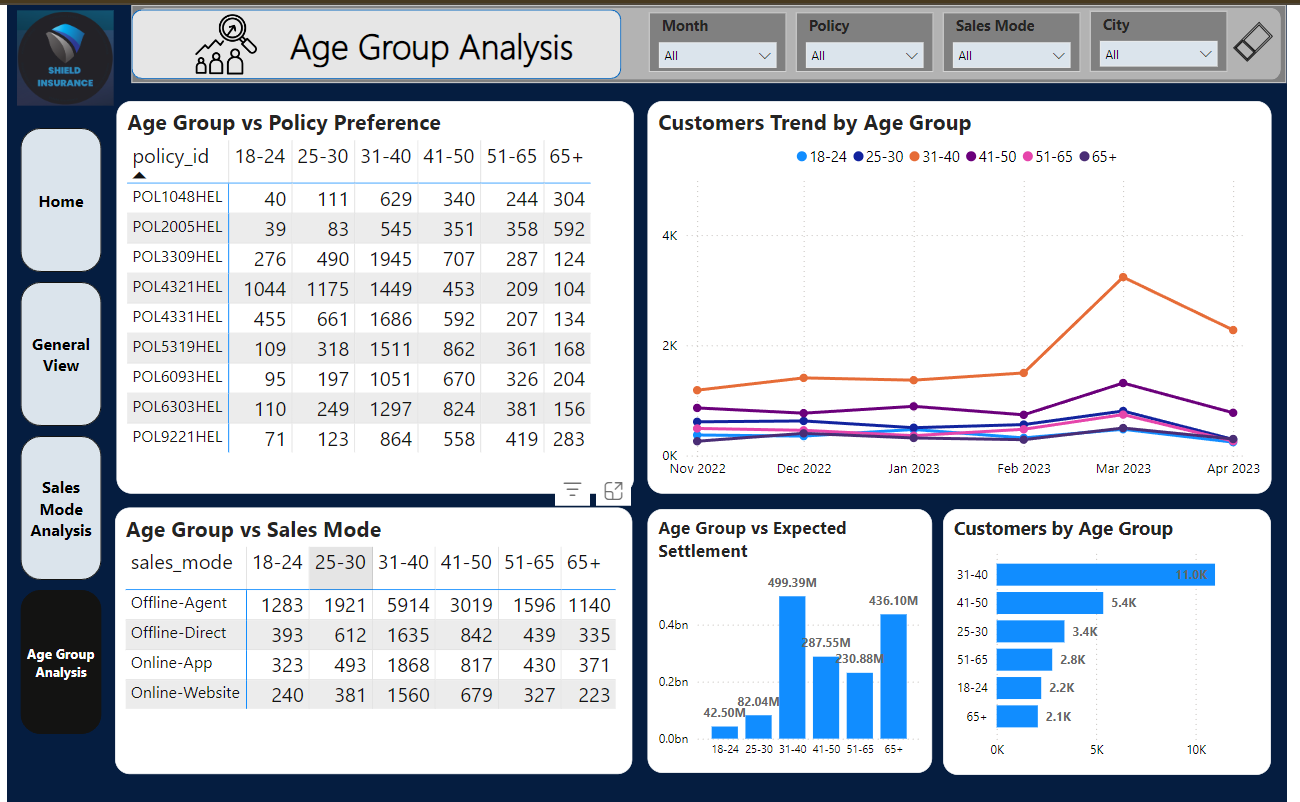 SHIELD
INSURANCE
Age Group Analysis
Month
All
Policy
All
Sales Mode
All
City
All
Home
General
View
Sales
Mode
Analysis
Age Group
Analysis
Age Group vs Policy Preference
policy_id 18-24 25-30 31-40 41-50 51-65 65+
POL1048HEL 40 111 629 340 244 304
POL2005HEL 39 83 545 351 358 592
POL3309HEL 276 490 1945 707 287 124
POL4321HEL 1044 1175 1449 453 209 104
POL4331HEL 455 661 1686 592 207 134
POL5319HEL 109 318 1511 862 361 168
POL6093HEL 95 197 1051 670 326 204
POL6303HEL 110 249 1297 824 381 156
POL9221HEL 71 123 864 558 419 283
Customers Trend by Age Group
18-24 25-30 31-40 41-50 51-65 65+
4K
2K
0K
Nov 2022 Dec 2022 Jan 2023 Feb 2023 Mar 2023 Apr 2023
Age Group vs Sales Mode
sales_mode 18-24 25-30 31-40 41-50 51-65 65+
Offline-Agent 1283 1921 5914 3019 1596 1140
Offline-Direct 393 612 1635 842 439 335
Online-App 323 493 1868 817 430 371
Online-Website 240 381 1560 679 327 223
Age Group vs Expected
Settlement
499.39M
436.10M
0.4bn
287.55M
230.88M
0.2bn
82.04M
42.50M
0.0bn
18-24 25-30 31-40 41-50 51-65 65+
Customers by Age Group
31-40 11.0K
41-50 5.4K
25-30 3.4K
51-65 2.8K
18-24 2.2K
65+ 2.1K
0K 5K 10K